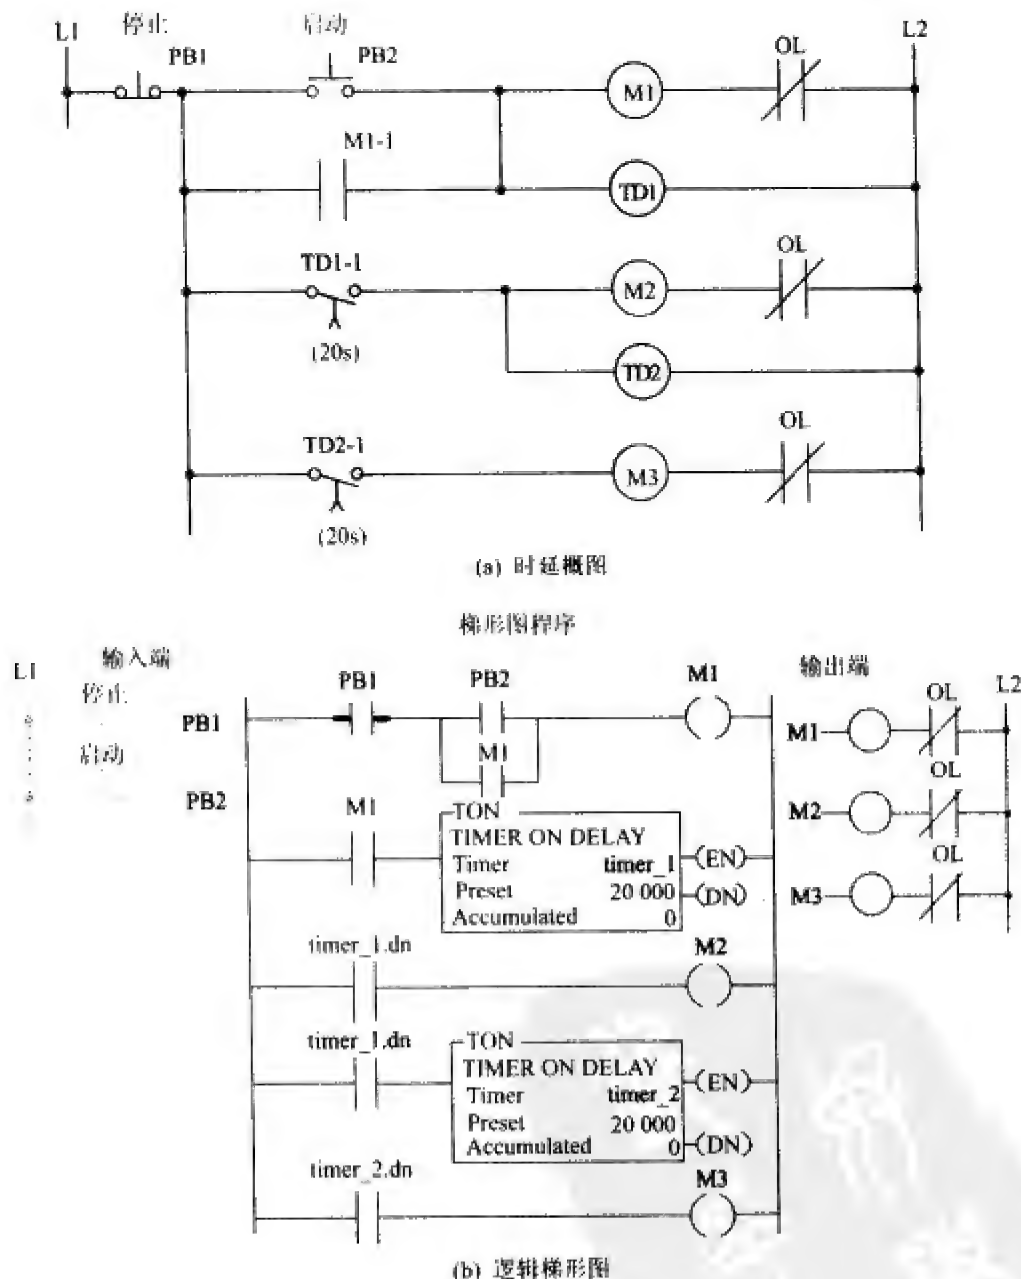 L1
停止
启动
L2
PB1
PB2
OL
M1
M1-1
TD1
TD1-1
OL
M2
(20s)
TD2
TD2-1
OL
M3
(20s)
(a) 时延概图
梯形图程序
L1
输入端
停止
PB1
启动
PB2
PB1
PB2
M1
M1
M1
TON
TIMER ON DELAY
Timer timer_1
Preset 20 000
Accumulated 0
(EN)
(DN)
timer_1.dn
M2
timer_1.dn
TON
TIMER ON DELAY
Timer timer_2
Preset 20 000
Accumulated 0
(EN)
(DN)
timer_2.dn
M3
输出端
L2
OL
M1
OL
M2
OL
M3
(b) 逻辑梯形图